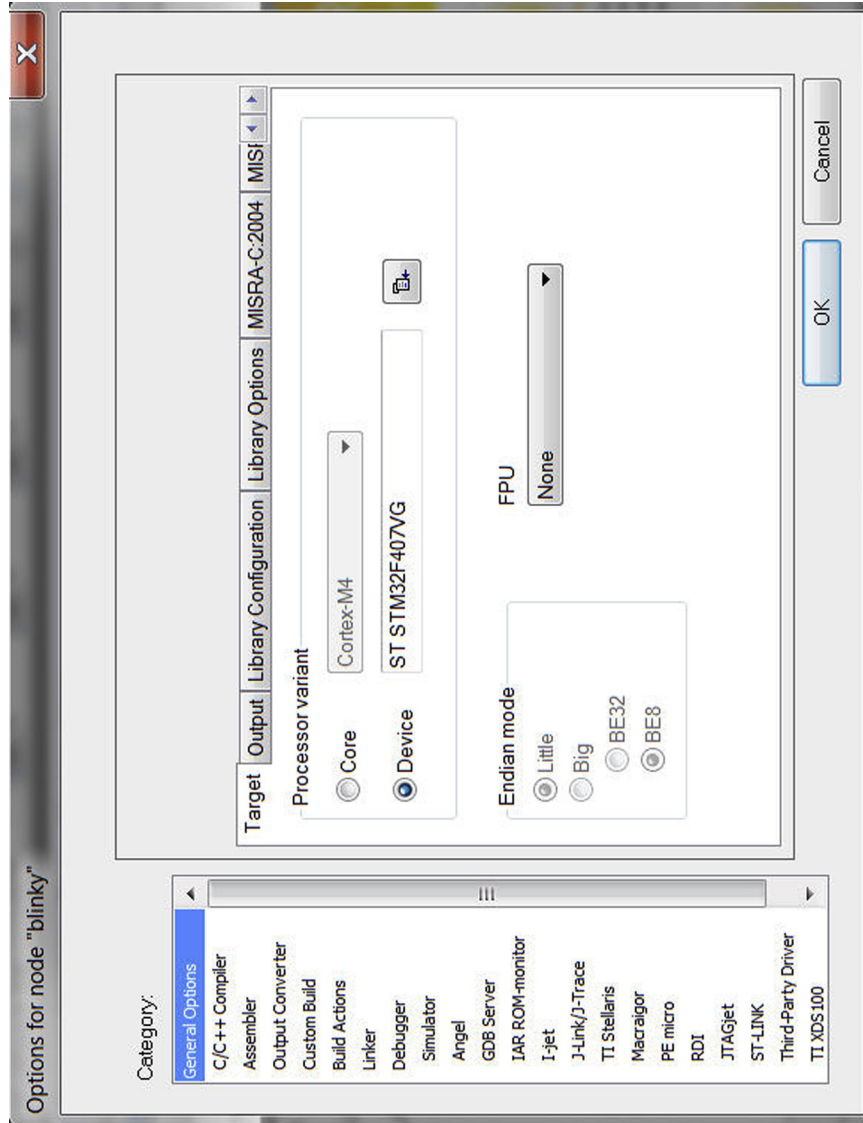 Options for node "blinky"
X
Category:
General Options
C/C++ Compiler
Assembler
Output Converter
Custom Build
Build Actions
Linker
Debugger
Simulator
Angel
GDB Server
IAR ROM-monitor
I-jet
J-Link/J-Trace
TI Stellaris
Macraigor
PE micro
RDI
JTAGjet
ST-LINK
Third-Party Driver
TI XDS100
Target Output Library Configuration Library Options MISRA-C:2004 MISF
Processor variant
Core Cortex-M4
Device ST STM32F407VG
Endian mode
Little
Big
BE32
BE8
FPU
None
OK Cancel